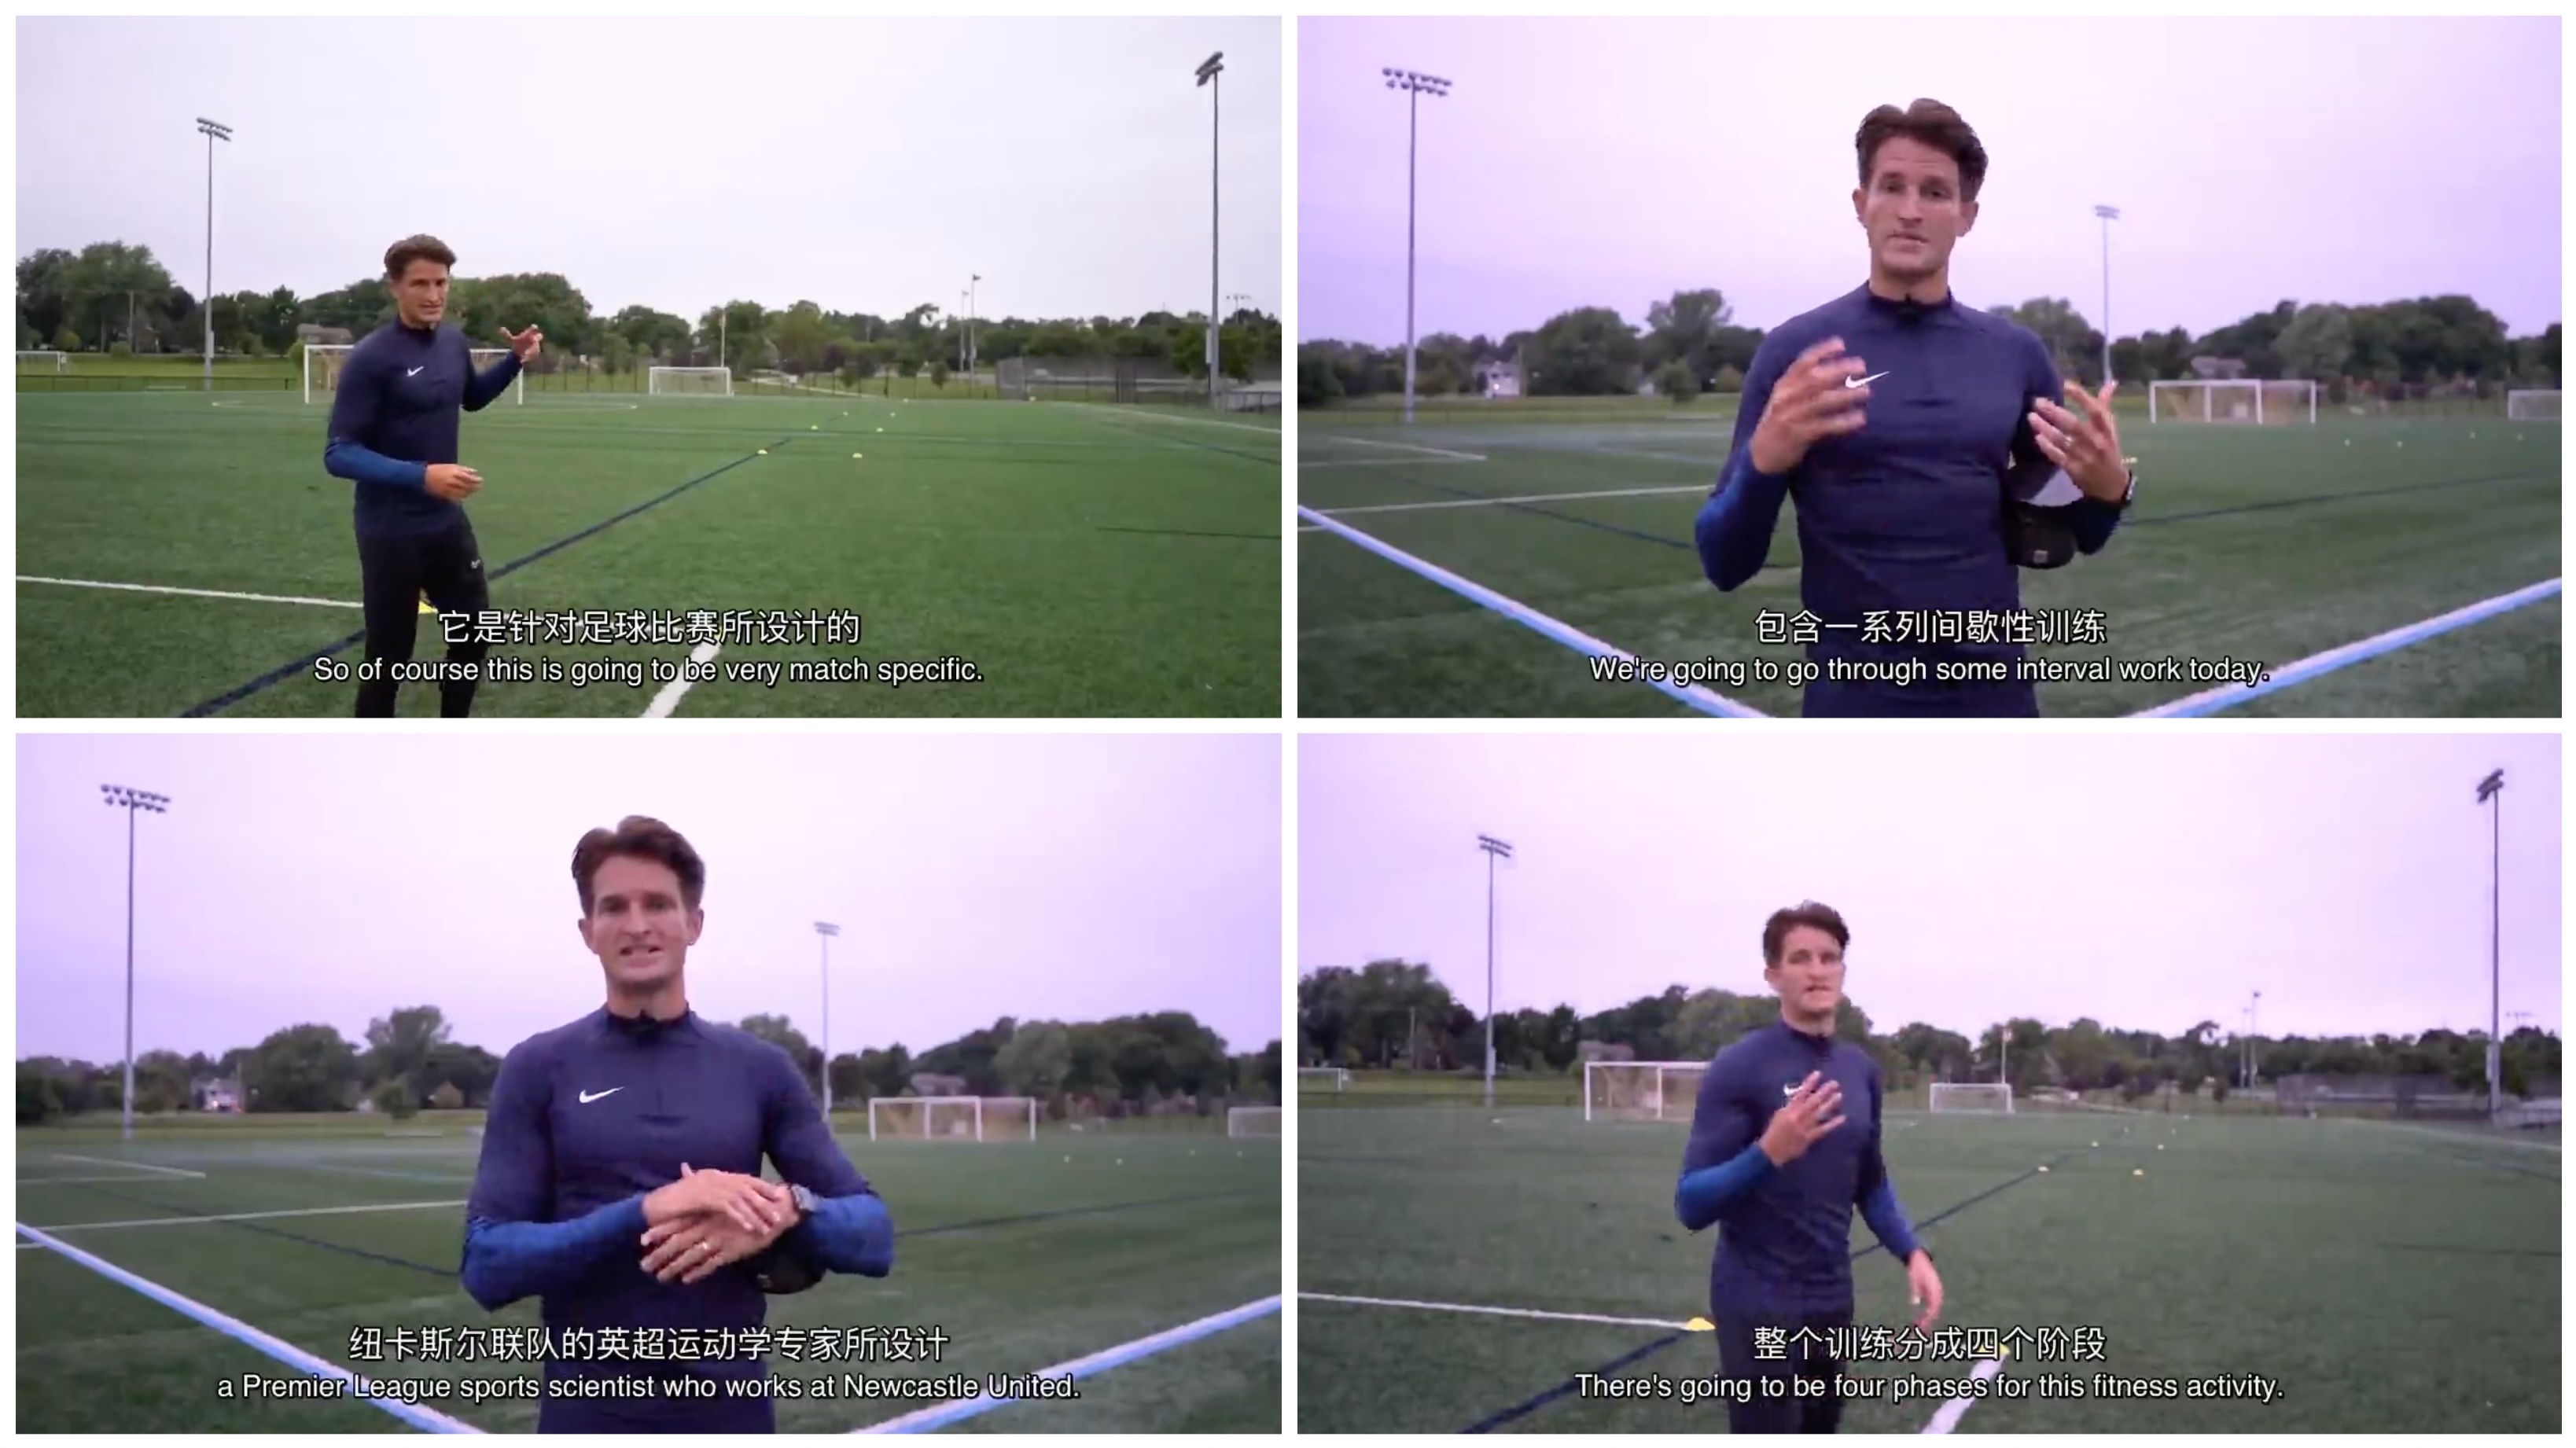 它是针对足球比赛所设计的
So of course this is going to be very match specific.
包含一系列间歇性训练
We're going to go through some interval work today.
纽卡斯尔联队的英超运动学专家所设计
a Premier League sports scientist who works at Newcastle United.
整个训练分成四个阶段
There's going to be four phases for this fitness activity.